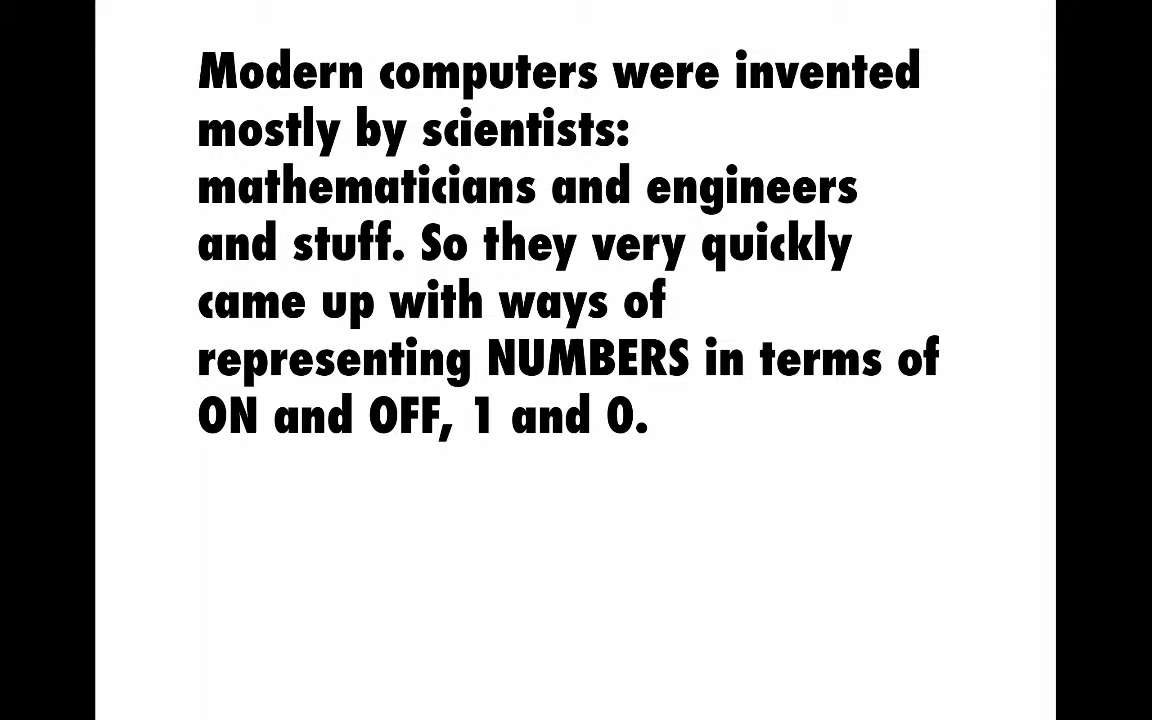 Modern computers were invented
mostly by scientists:
mathematicians and engineers
and stuff. So they very quickly
came up with ways of
representing NUMBERS in terms of
ON and OFF, 1 and 0.